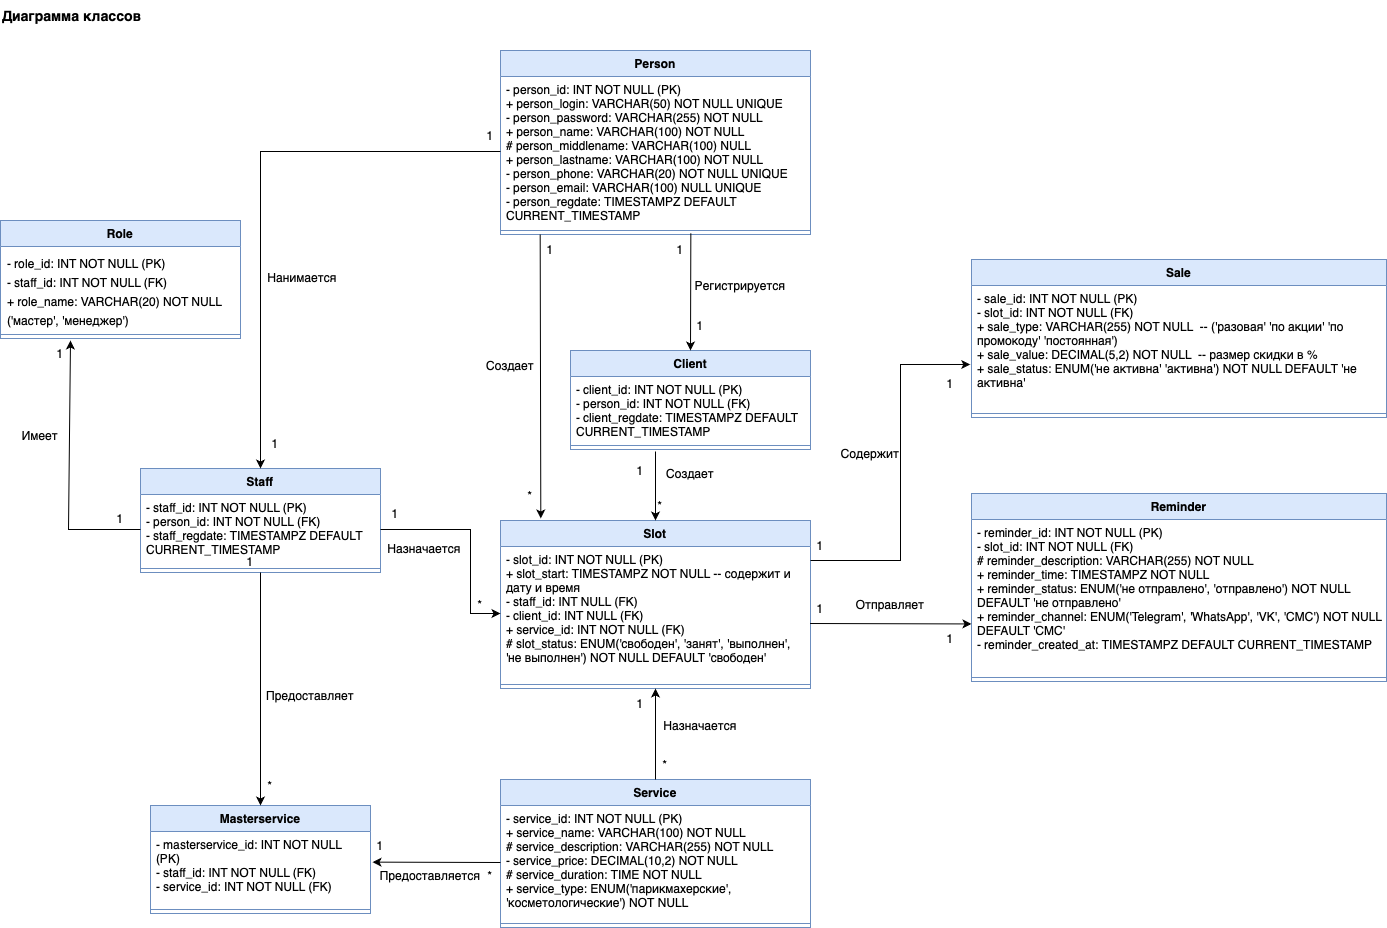 Диаграмма классов
Person
- person_id: INT NOT NULL (PK)
+ person_login: VARCHAR(50) NOT NULL UNIQUE
- person_password: VARCHAR(255) NOT NULL
+ person_name: VARCHAR(100) NOT NULL
# person_middlename: VARCHAR(100) NULL
+ person_lastname: VARCHAR(100) NOT NULL
- person_phone: VARCHAR(20) NOT NULL UNIQUE
- person_email: VARCHAR(100) NULL UNIQUE
- person_regdate: TIMESTAMPZ DEFAULT
CURRENT_TIMESTAMP
1
Нанимается
1
1
Создает
*
1
Регистрируется
1
Role
- role_id: INT NOT NULL (PK)
- staff_id: INT NOT NULL (FK)
+ role_name: VARCHAR(20) NOT NULL
('мастер', 'менеджер')
1
Имеет
1
Client
- client_id: INT NOT NULL (PK)
- person_id: INT NOT NULL (FK)
- client_regdate: TIMESTAMPZ DEFAULT
CURRENT_TIMESTAMP
1
Создает
*
Sale
- sale_id: INT NOT NULL (PK)
- slot_id: INT NOT NULL (FK)
+ sale_type: VARCHAR(255) NOT NULL -- ('разовая' 'по акции' 'по
промокоду' 'постоянная')
+ sale_value: DECIMAL(5,2) NOT NULL -- размер скидки в %
+ sale_status: ENUM('не активна' 'активна') NOT NULL DEFAULT 'не
активна'
1
Содержит
1
Staff
- staff_id: INT NOT NULL (PK)
- person_id: INT NOT NULL (FK)
- staff_regdate: TIMESTAMPZ DEFAULT
CURRENT_TIMESTAMP
1
1
Назначается
*
Slot
- slot_id: INT NOT NULL (PK)
+ slot_start: TIMESTAMPZ NOT NULL -- содержит и
дату и время
- staff_id: INT NULL (FK)
- client_id: INT NULL (FK)
+ service_id: INT NOT NULL (FK)
# slot_status: ENUM('свободен', 'занят', 'выполнен',
'не выполнен') NOT NULL DEFAULT 'свободен'
1
Отправляет
1
Reminder
- reminder_id: INT NOT NULL (PK)
- slot_id: INT NOT NULL (FK)
# reminder_description: VARCHAR(255) NOT NULL
+ reminder_time: TIMESTAMPZ NOT NULL
+ reminder_status: ENUM('не отправлено', 'отправлено') NOT NULL
DEFAULT 'не отправлено'
+ reminder_channel: ENUM('Telegram', 'WhatsApp', 'VK', 'СМС') NOT NULL
DEFAULT 'СМС'
- reminder_created_at: TIMESTAMPZ DEFAULT CURRENT_TIMESTAMP
Предоставляет
*
1
Назначается
*
Masterservice
- masterservice_id: INT NOT NULL
(PK)
- staff_id: INT NOT NULL (FK)
- service_id: INT NOT NULL (FK)
1
Предоставляется
*
Service
- service_id: INT NOT NULL (PK)
+ service_name: VARCHAR(100) NOT NULL
# service_description: VARCHAR(255) NOT NULL
- service_price: DECIMAL(10,2) NOT NULL
# service_duration: TIME NOT NULL
+ service_type: ENUM('парикмахерские',
'косметологические') NOT NULL